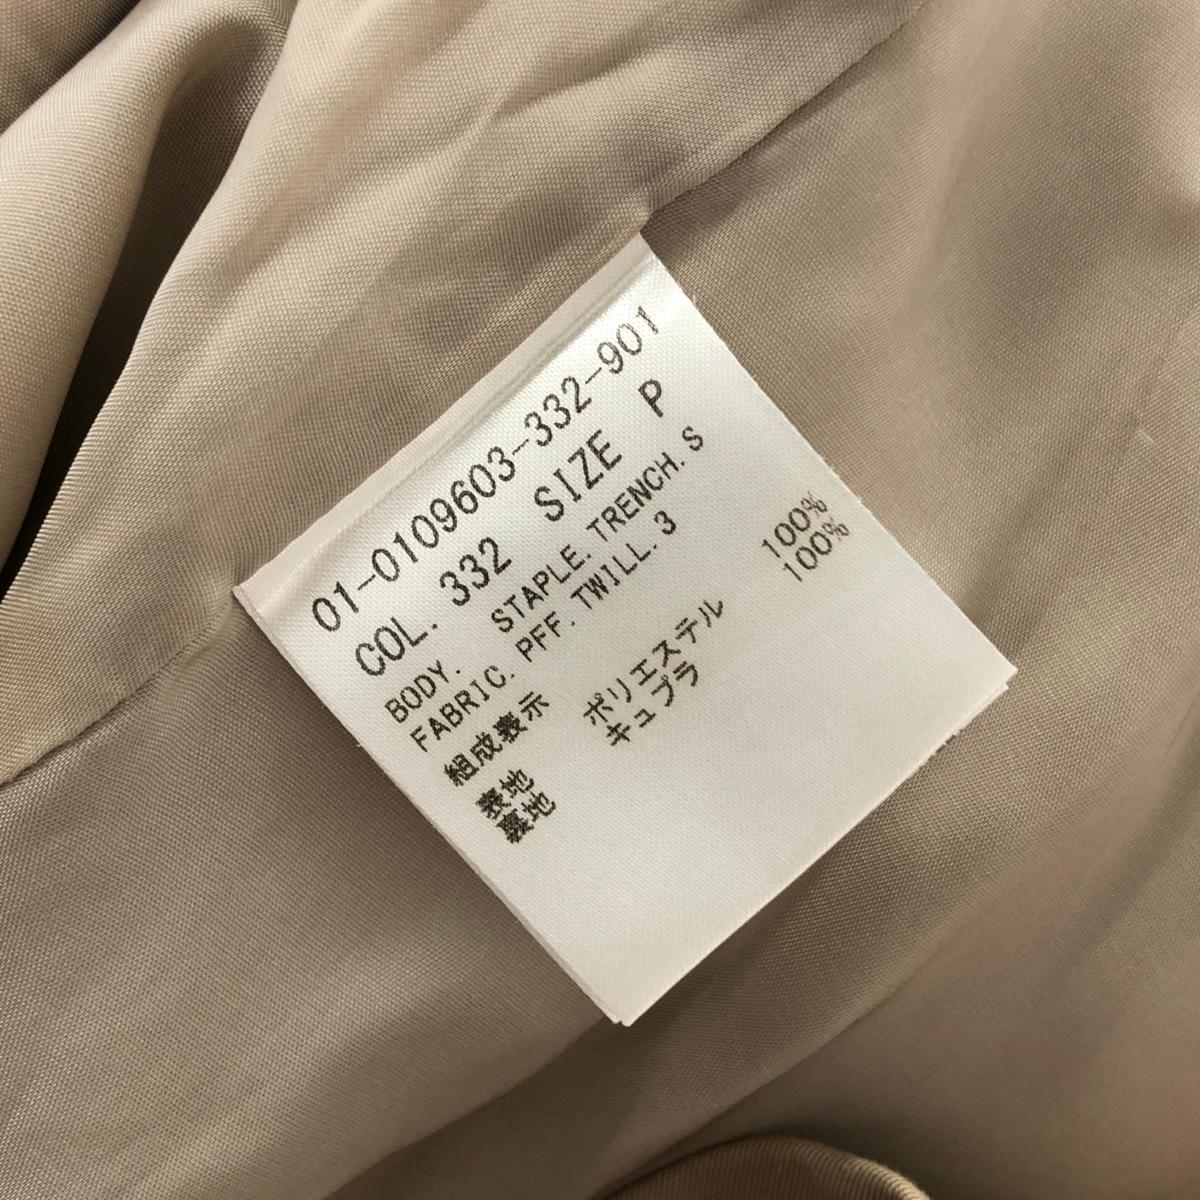 01-0109603-332-901
COL. 332 SIZE P
BODY. STAPLE. TRENCH. S
FABRIC. PFF. TWILL. 3
組成表示
表地 ポリエステル 100%
裏地 キュプラ 100%